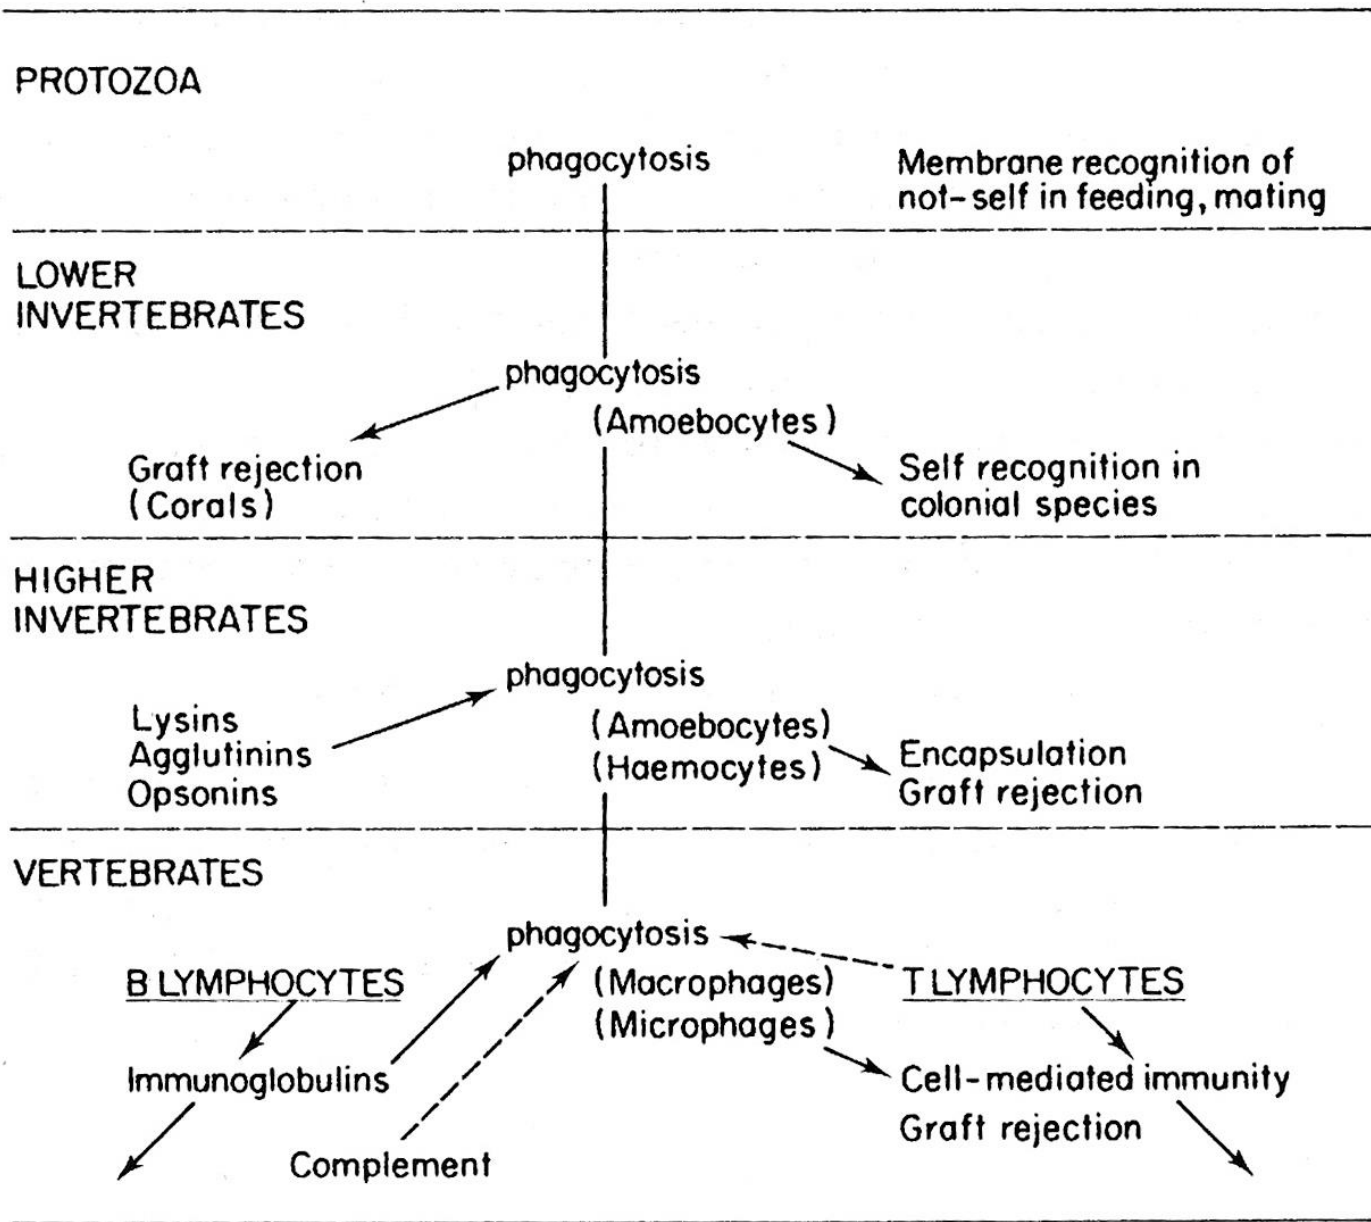 PROTOZOA
phagocytosis
Membrane recognition of
not-self in feeding, mating
LOWER
INVERTEBRATES
phagocytosis
(Amoebocytes)
Graft rejection
(Corals)
Self recognition in
colonial species
HIGHER
INVERTEBRATES
phagocytosis
(Amoebocytes)
(Haemocytes)
Lysins
Agglutinins
Opsonins
Encapsulation
Graft rejection
VERTEBRATES
phagocytosis
(Macrophages)
(Microphages)
B LYMPHOCYTES
T LYMPHOCYTES
Immunoglobulins
Cell-mediated immunity
Graft rejection
Complement